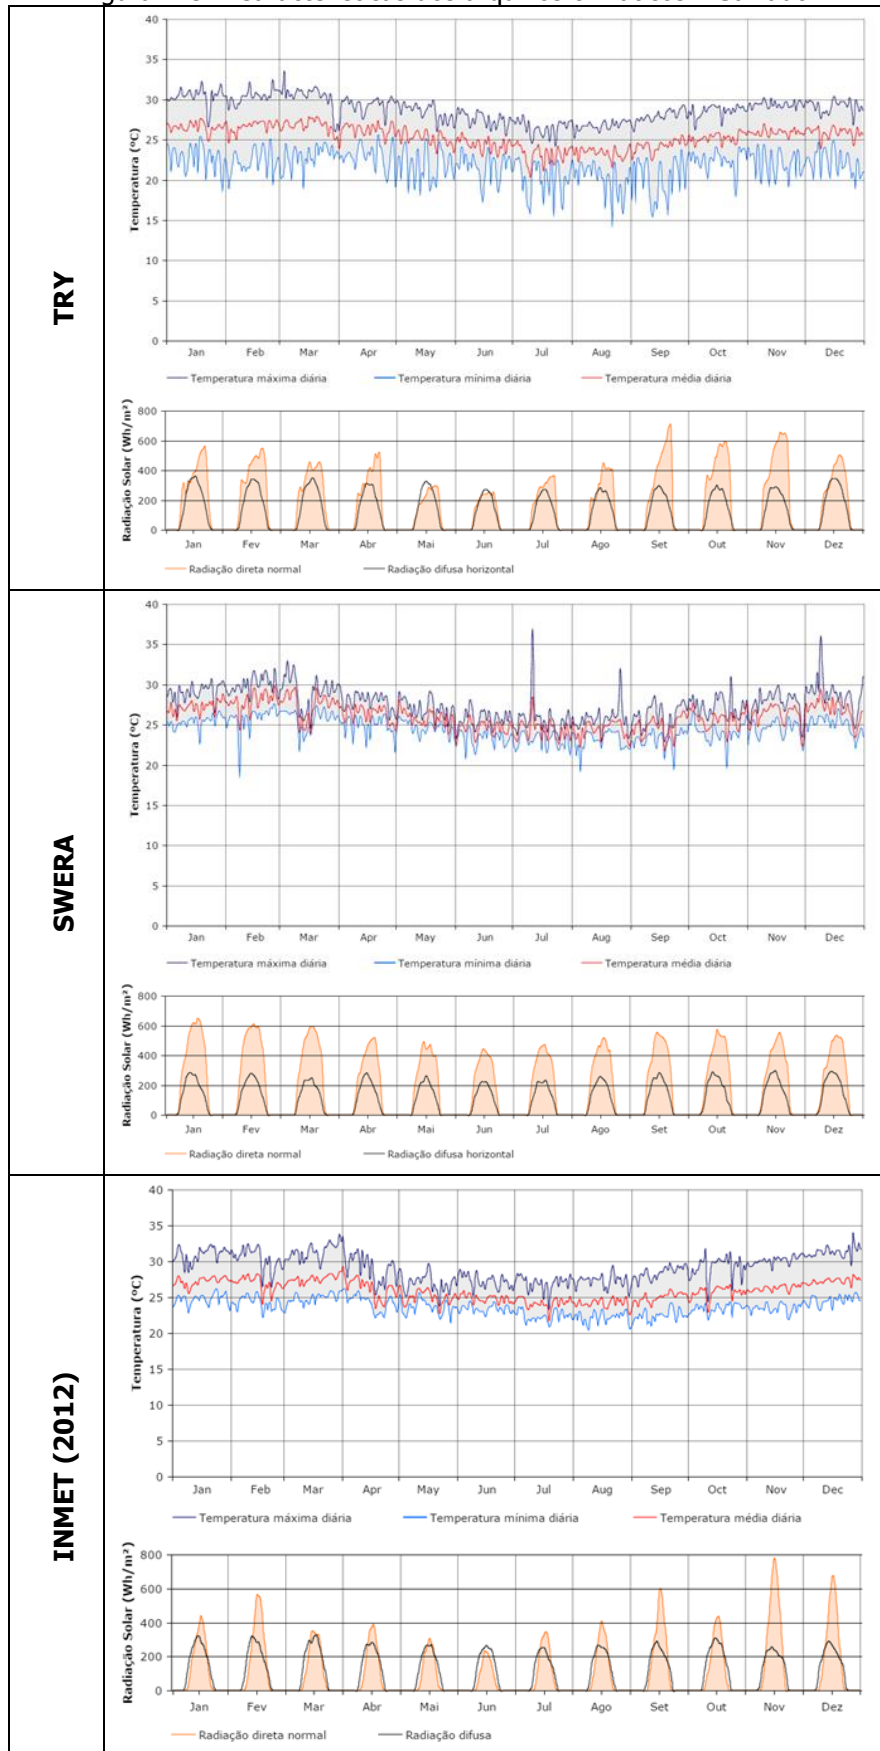 TRY
Temperatura (ºC)
40
35
30
25
20
15
10
5
0
Jan Feb Mar Apr May Jun Jul Aug Sep Oct Nov Dec
Temperatura máxima diária Temperatura mínima diária Temperatura média diária
Radiação Solar (Wh/m²)
800
600
400
200
0
Jan Fev Mar Abr Mai Jun Jul Ago Set Out Nov Dez
Radiação direta normal Radiação difusa horizontal
SWERA
Temperatura (ºC)
40
35
30
25
20
15
10
5
0
Jan Feb Mar Apr May Jun Jul Aug Sep Oct Nov Dec
Temperatura máxima diária Temperatura mínima diária Temperatura média diária
Radiação Solar (Wh/m²)
800
600
400
200
0
Jan Fev Mar Abr Mai Jun Jul Ago Set Out Nov Dez
Radiação direta normal Radiação difusa horizontal
INMET (2012)
Temperatura (ºC)
40
35
30
25
20
15
10
5
0
Jan Feb Mar Apr May Jun Jul Aug Sep Oct Nov Dec
Temperatura máxima diária Temperatura mínima diária Temperatura média diária
Radiação Solar (Wh/m²)
800
600
400
200
0
Jan Fev Mar Abr Mai Jun Jul Ago Set Out Nov Dez
Radiação direta normal Radiação difusa